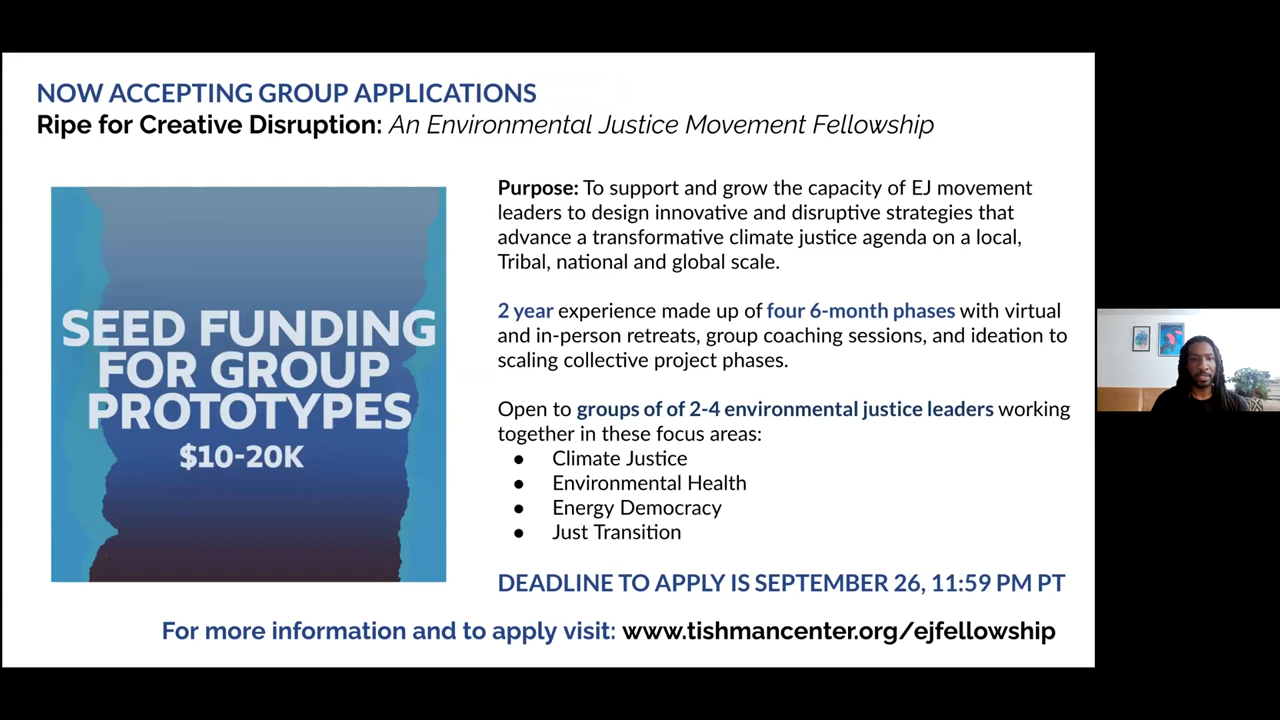 NOW ACCEPTING GROUP APPLICATIONS
Ripe for Creative Disruption: An Environmental Justice Movement Fellowship
SEED FUNDING
FOR GROUP
PROTOTYPES
$10-20K
Purpose: To support and grow the capacity of EJ movement
leaders to design innovative and disruptive strategies that
advance a transformative climate justice agenda on a local,
Tribal, national and global scale.
2 year experience made up of four 6-month phases with virtual
and in-person retreats, group coaching sessions, and ideation to
scaling collective project phases.
Open to groups of of 2-4 environmental justice leaders working
together in these focus areas:
● Climate Justice
● Environmental Health
● Energy Democracy
● Just Transition
DEADLINE TO APPLY IS SEPTEMBER 26, 11:59 PM PT
For more information and to apply visit: www.tishmancenter.org/ejfellowship